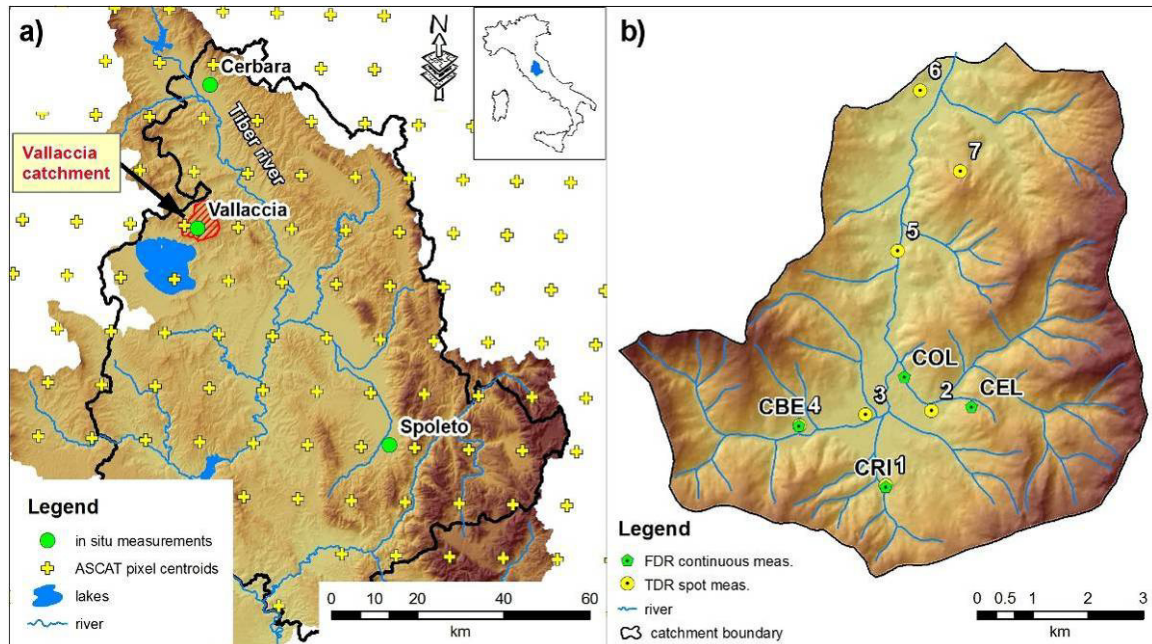 a)
N
Cerbara
Tiber river
Vallaccia
catchment
Vallaccia
Spoleto
Legend
in situ measurements
ASCAT pixel centroids
lakes
river
0 10 20 30 40 50 60
km
b)
6
7
5
COL
3
2
CEL
CBE 4
CRI 1
Legend
FDR continuous meas.
TDR spot meas.
river
catchment boundary
0 0.5 1 2 3
km